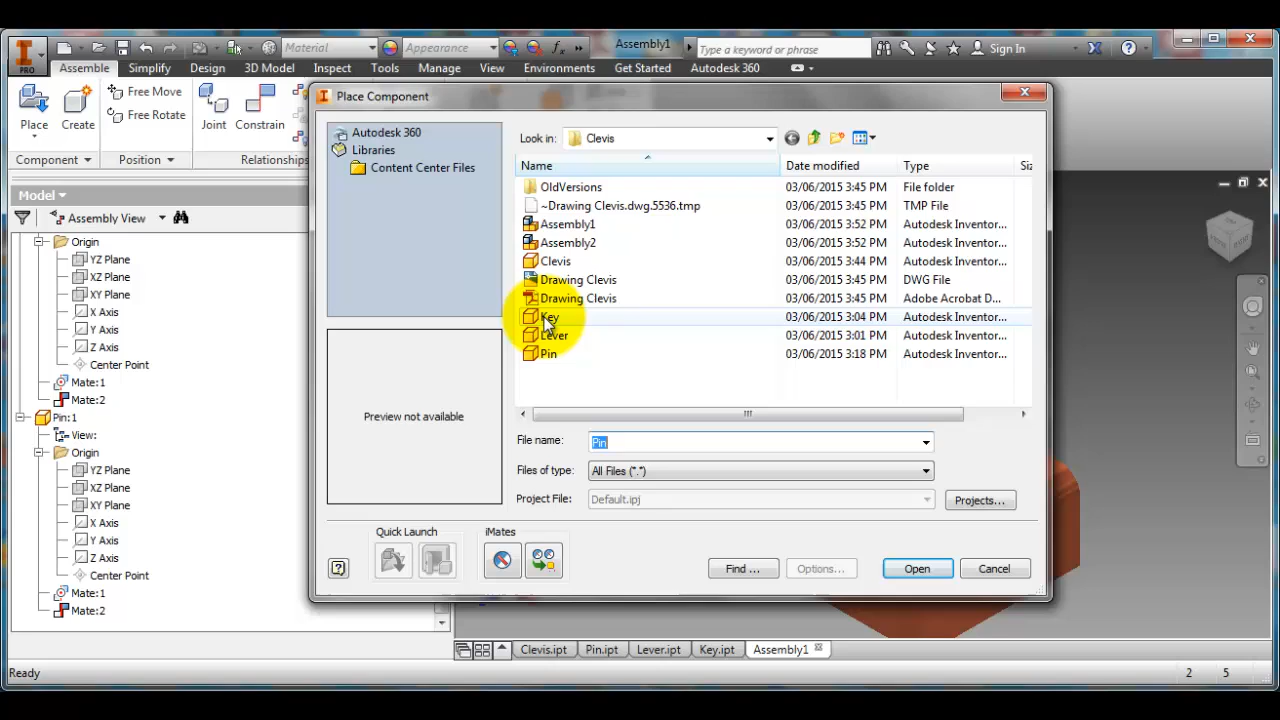 PRO
Material
Appearance
fx
Assembly1
Type a keyword or phrase
Sign In
Assemble Simplify Design 3D Model Inspect Tools Manage View Environments Get Started Autodesk 360
Place
Create
Free Move
Free Rotate
Joint
Constrain
Component
Position
Relationships
Model
Assembly View
Origin
YZ Plane
XZ Plane
XY Plane
X Axis
Y Axis
Z Axis
Center Point
Mate:1
Mate:2
Pin:1
View:
Origin
YZ Plane
XZ Plane
XY Plane
X Axis
Y Axis
Z Axis
Center Point
Mate:1
Mate:2
Place Component
Autodesk 360
Libraries
Content Center Files
Preview not available
Look in: Clevis
Name Date modified Type Siz
OldVersions 03/06/2015 3:45 PM File folder
~Drawing Clevis.dwg.5536.tmp 03/06/2015 3:45 PM TMP File
Assembly1 03/06/2015 3:52 PM Autodesk Inventor...
Assembly2 03/06/2015 3:52 PM Autodesk Inventor...
Clevis 03/06/2015 3:44 PM Autodesk Inventor...
Drawing Clevis 03/06/2015 3:45 PM DWG File
Drawing Clevis 03/06/2015 3:45 PM Adobe Acrobat D...
Key 03/06/2015 3:04 PM Autodesk Inventor...
Lever 03/06/2015 3:01 PM Autodesk Inventor...
Pin 03/06/2015 3:18 PM Autodesk Inventor...
File name: Pin
Files of type: All Files (*.*)
Project File: Default.ipj Projects...
Quick Launch
iMates
Find ... Options... Open Cancel
Clevis.ipt Pin.ipt Lever.ipt Key.ipt Assembly1
Ready 2 5